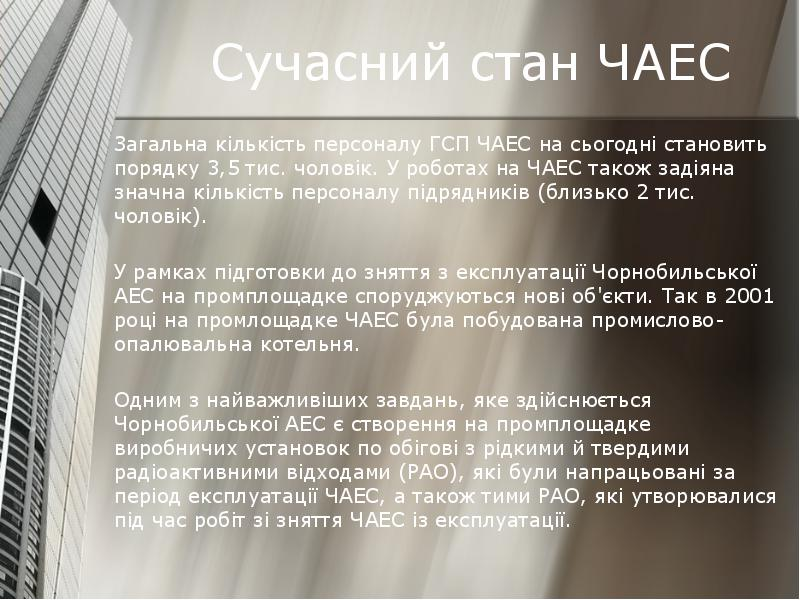 Сучасний стан ЧАЕС
Загальна кількість персоналу ГСП ЧАЕС на сьогодні становить
порядку 3,5 тис. чоловік. У роботах на ЧАЕС також задіяна
значна кількість персоналу підрядників (близько 2 тис.
чоловік).
У рамках підготовки до зняття з експлуатації Чорнобильської
АЕС на промплощадке споруджуються нові об'єкти. Так в 2001
році на промлощадке ЧАЕС була побудована промислово-
опалювальна котельня.
Одним з найважливіших завдань, яке здійснюється
Чорнобильської АЕС є створення на промплощадке
виробничих установок по обігові з рідкими й твердими
радіоактивними відходами (РАО), які були напрацьовані за
період експлуатації ЧАЕС, а також тими РАО, які утворювалися
під час робіт зі зняття ЧАЕС із експлуатації.